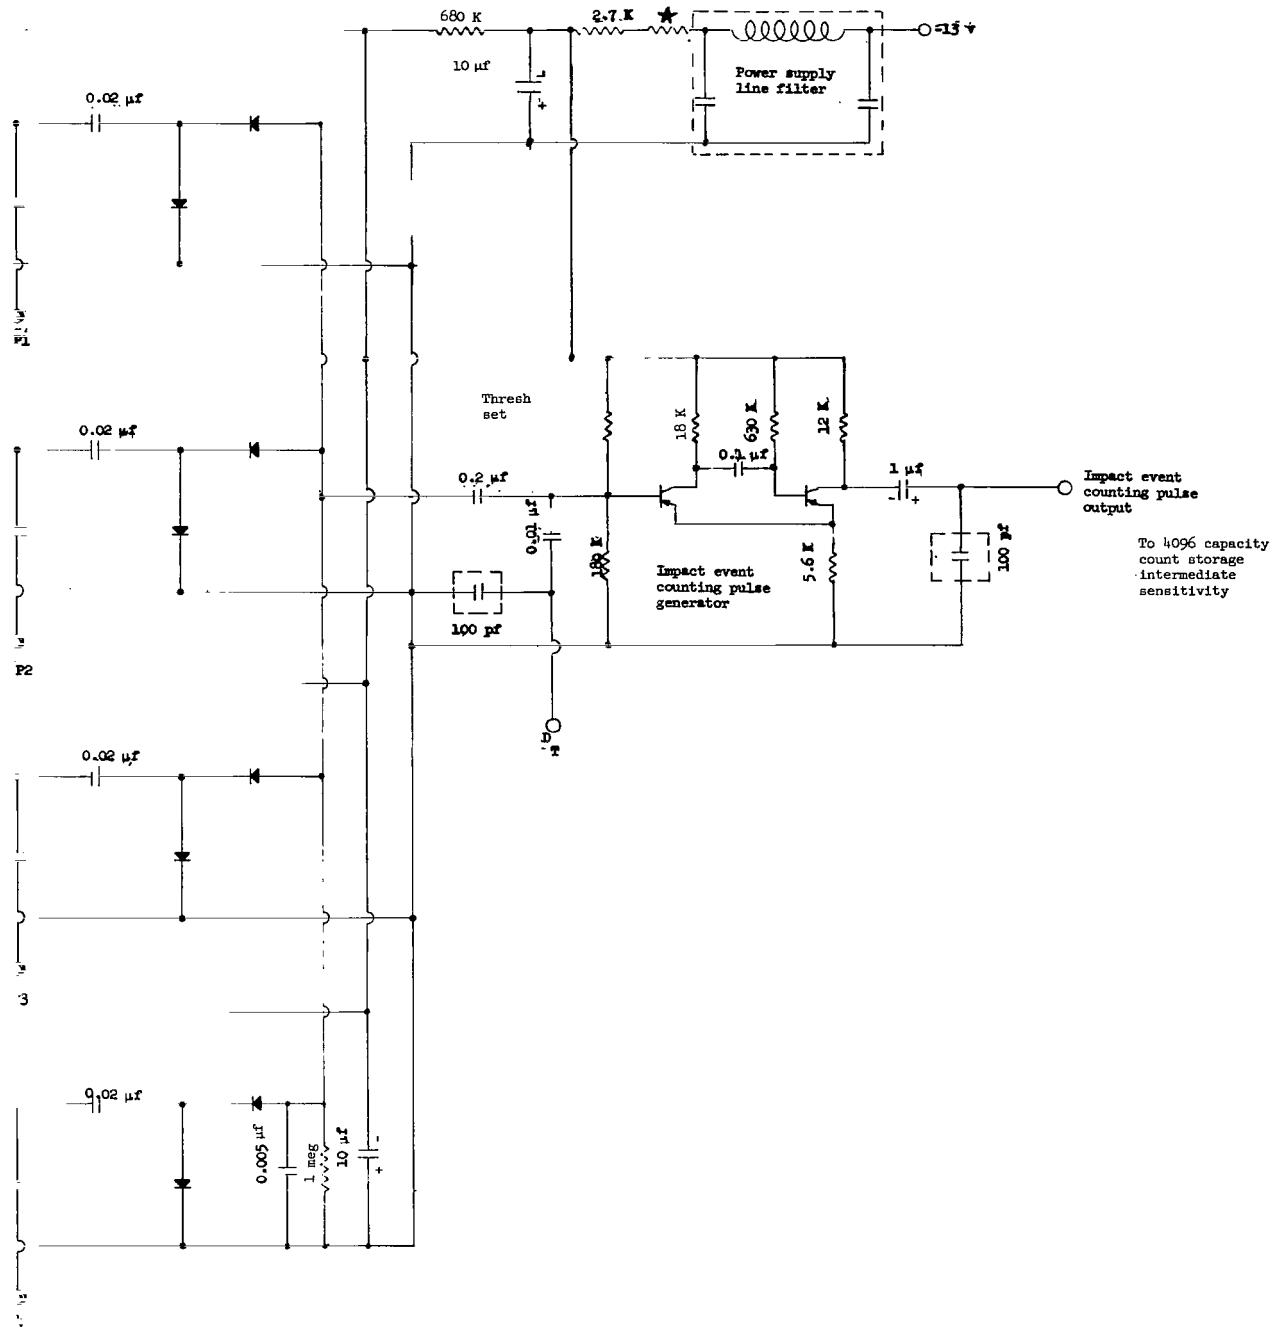 680 K
2.7 K
★
10 μf
-
+
Power supply
line filter
0.02 μf
P1
Thresh
set
18 K
630 K
12 K
0.1 μf
0.02 μf
0.2 μf
0.01 μf
1 μf
- +
Impact event
counting pulse
output
180 K
Impact event
counting pulse
generator
5.6 K
100 pf
To 4096 capacity
count storage
intermediate
sensitivity
100 pf
P2
0.02 μf
3
0.02 μf
0.005 μf
1 meg
10 μf
-
+